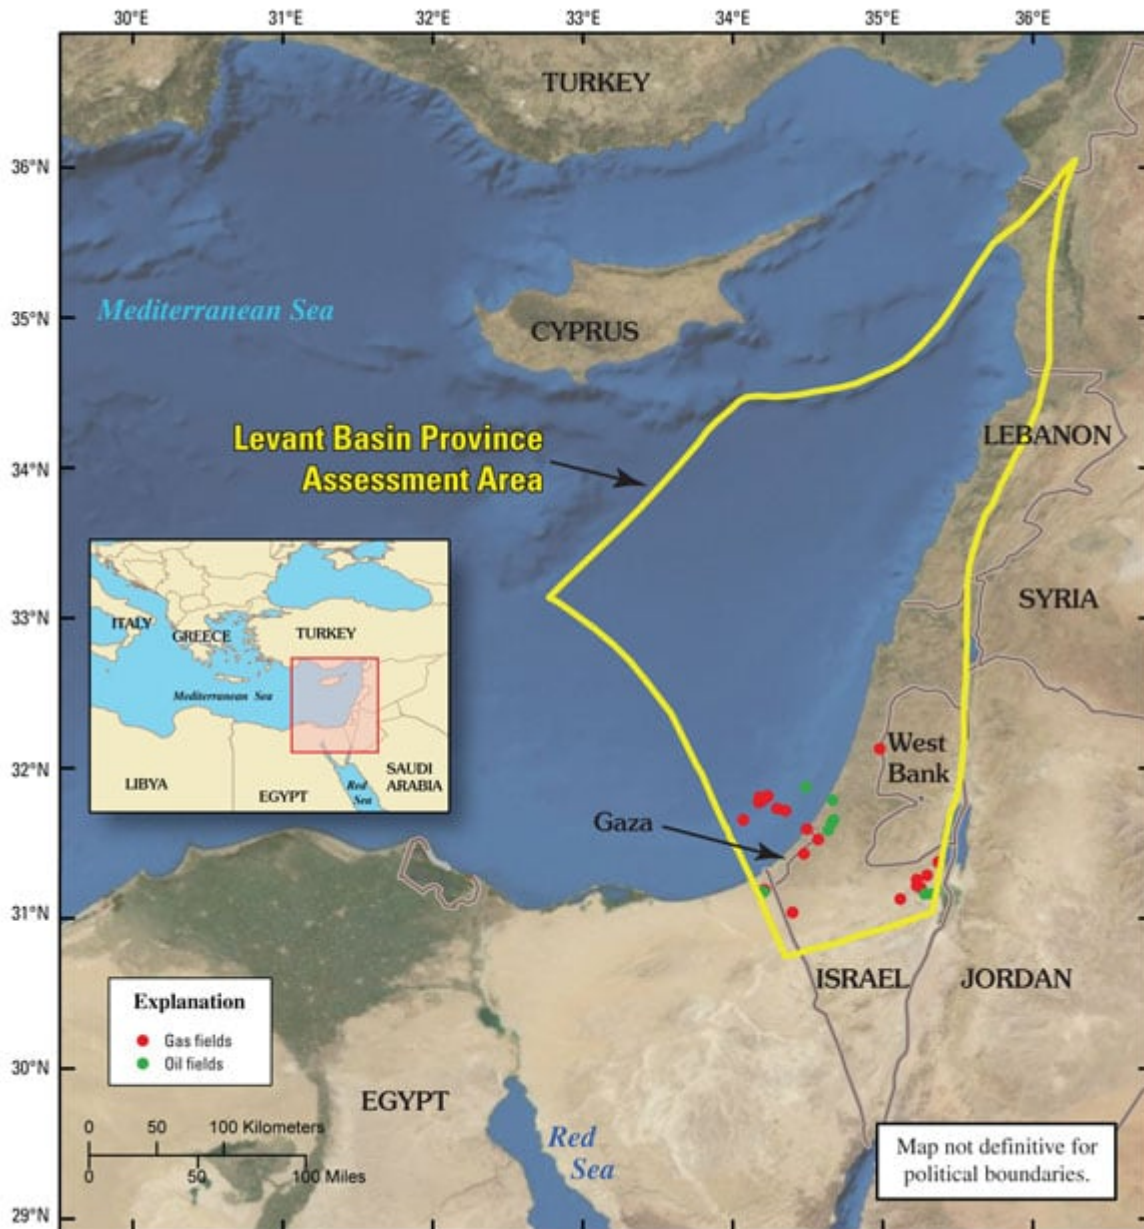 30°E 31°E 32°E 33°E 34°E 35°E 36°E
TURKEY
36°N
35°N
Mediterranean Sea
CYPRUS
Levant Basin Province
Assessment Area
LEBANON
34°N
33°N
SYRIA
ITALY
GREECE
TURKEY
Mediterranean Sea
LIBYA
EGYPT
Red
Sea
SAUDI
ARABIA
West
Bank
32°N
Gaza
31°N
ISRAEL
JORDAN
Explanation
Gas fields
Oil fields
30°N
EGYPT
Red
Sea
0 50 100 Kilometers
0 50 100 Miles
Map not definitive for
political boundaries.
29°N